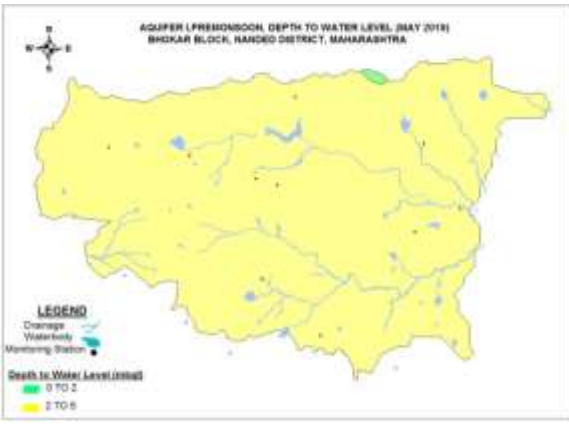 AQUIFER I,PREMONSOON, DEPTH TO WATER LEVEL (MAY 2019)
BHOKAR BLOCK, NANDED DISTRICT, MAHARASHTRA
N
W E
S
LEGEND
Drainage
Waterbody
Monitoring Station
Depth to Water Level (mbgl)
0 TO 2
2 TO 5